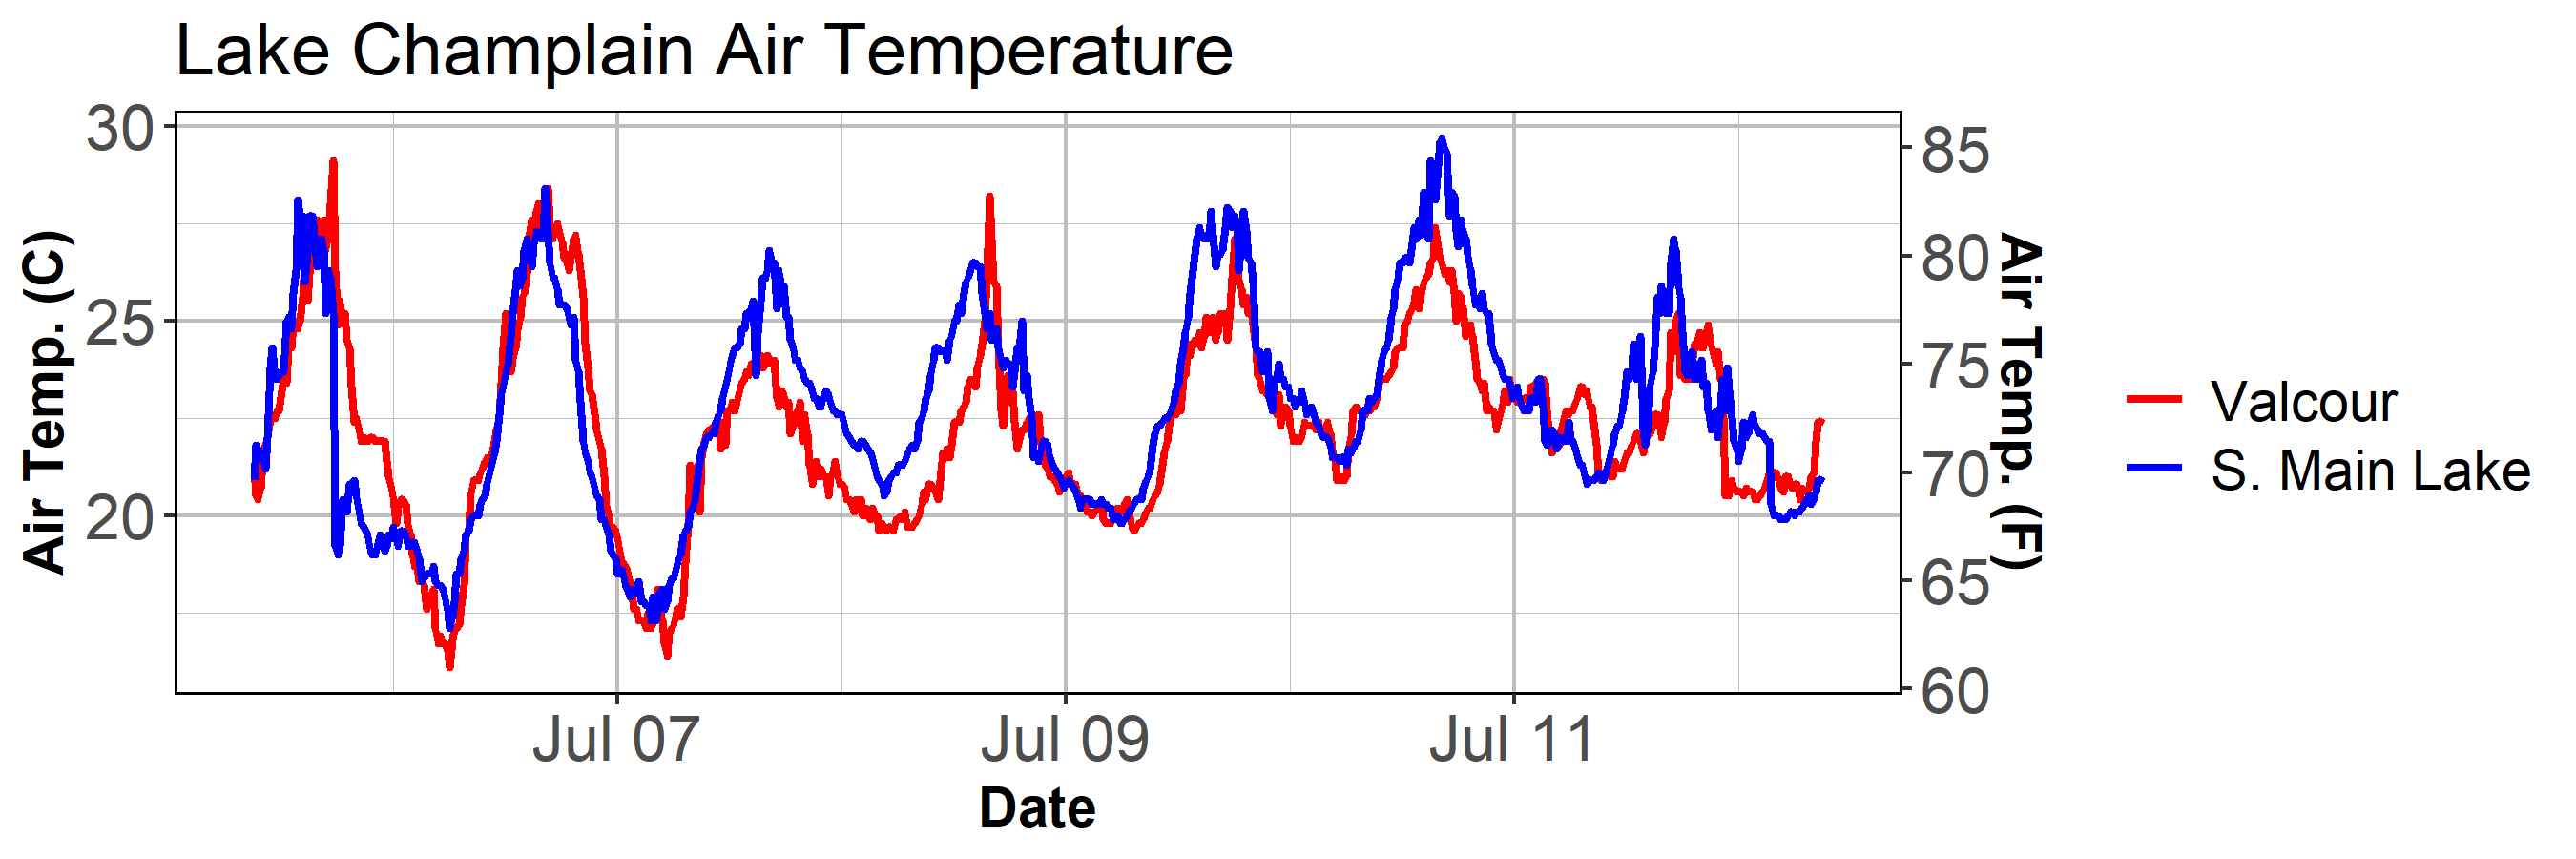 Lake Champlain Air Temperature
Air Temp. (C)
30
25
20
85
80
75
70
65
60
Air Temp. (F)
Jul 07
Jul 09
Jul 11
Date
Valcour
S. Main Lake